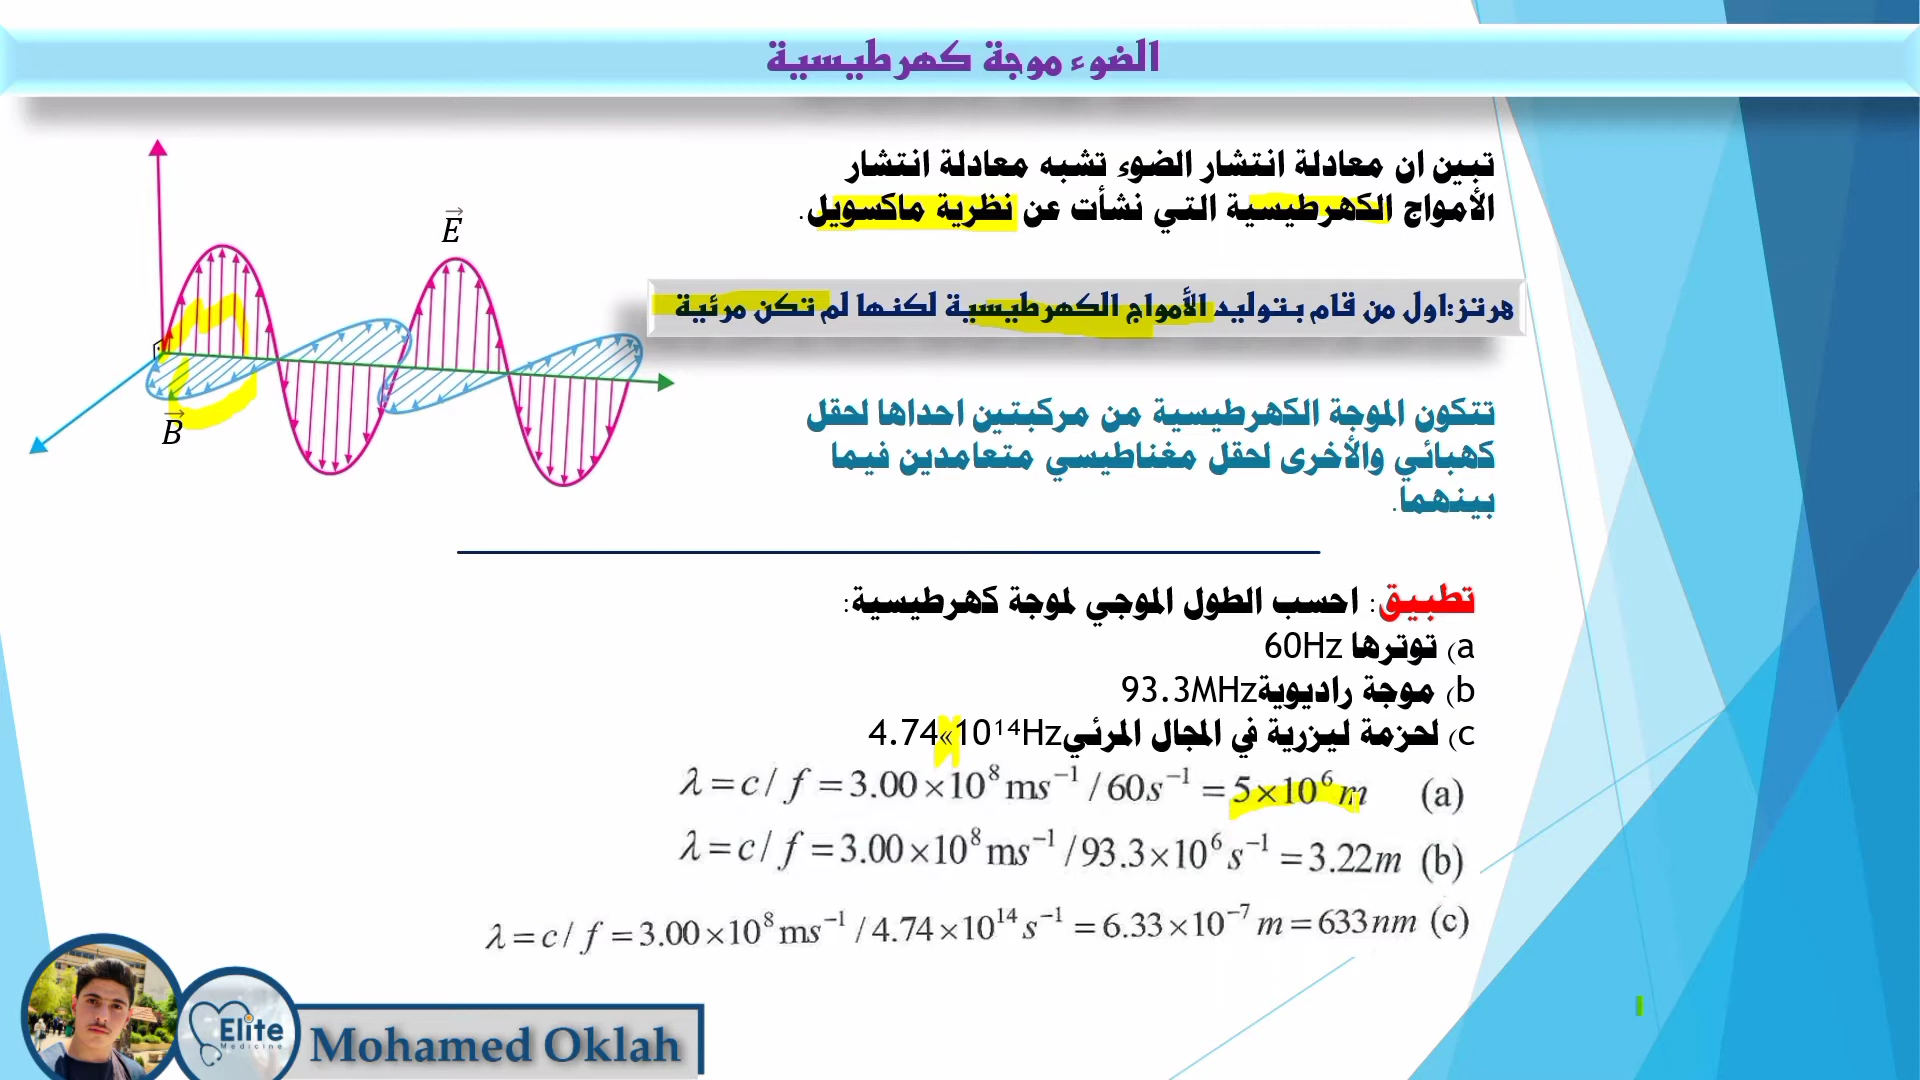 الضوء موجة كهرطيسية
تبين ان معادلة انتشار الضوء تشبه معادلة انتشار
الأمواج الكهرطيسية التي نشأت عن نظرية ماكسويل.
هرتز:اول من قام بتوليد الأمواج الكهرطيسية لكنها لم تكن مرئية
E⃗
B⃗
تتكون الموجة الكهرطيسية من مركبتين احداها لحقل
كهبائي والأخرى لحقل مغناطيسي متعامدين فيما
بينهما.
تطبيق: احسب الطول الموجي لموجة كهرطيسية:
a) توترها 60Hz
b) موجة راديوية93.3MHz
c) لحزمة ليزرية في المجال المرئي4.74«10¹⁴Hz
λ = c / f = 3.00 × 10⁸ ms⁻¹ / 60s⁻¹ = 5 × 10⁶ m (a)
λ = c / f = 3.00 × 10⁸ ms⁻¹ / 93.3 × 10⁶ s⁻¹ = 3.22m (b)
λ = c / f = 3.00 × 10⁸ ms⁻¹ / 4.74 × 10¹⁴ s⁻¹ = 6.33 × 10⁻⁷ m = 633nm (c)
Elite
Medicine
Mohamed Oklah